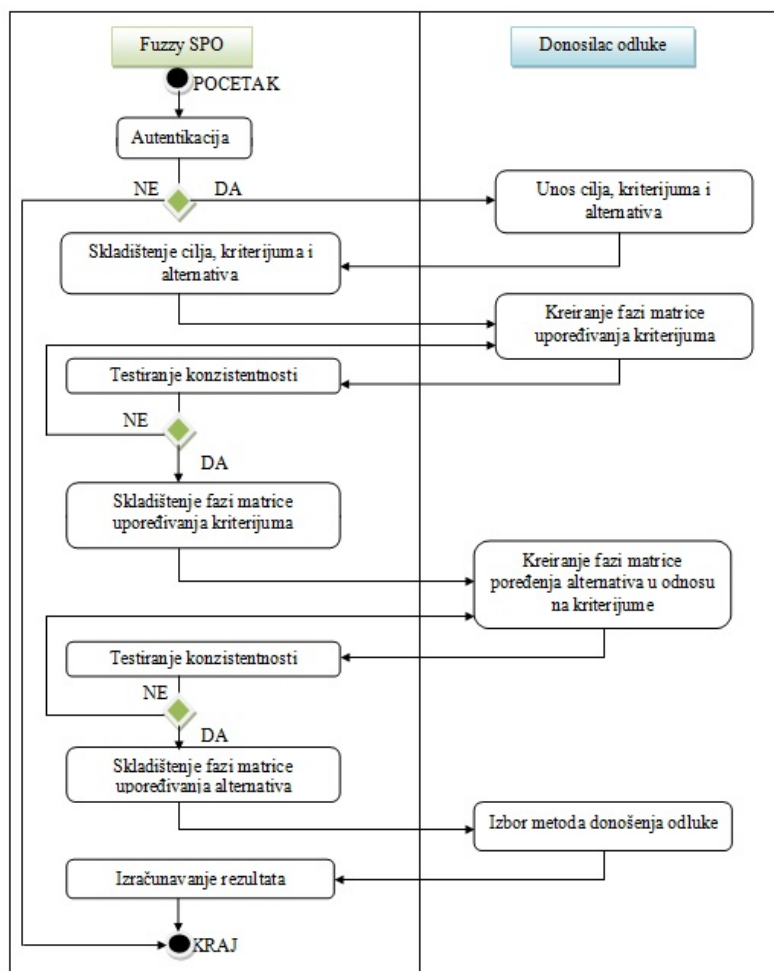 Fuzzy SPO
Donosilac odluke
POCETAK
Autentikacija
NE
DA
Unos cilja, kriterijuma i
alternativa
Skladištenje cilja, kriterijuma i
alternativa
Kreiranje fazi matrice
upoređivanja kriterijuma
Testiranje konzistentnosti
NE
DA
Skladištenje fazi matrice
upoređivanja kriterijuma
Kreiranje fazi matrice
poređenja alternativa u odnosu
na kriterijume
Testiranje konzistentnosti
NE
DA
Skladištenje fazi matrice
upoređivanja alternativa
Izbor metoda donošenja odluke
Izračunavanje rezultata
KRAJ